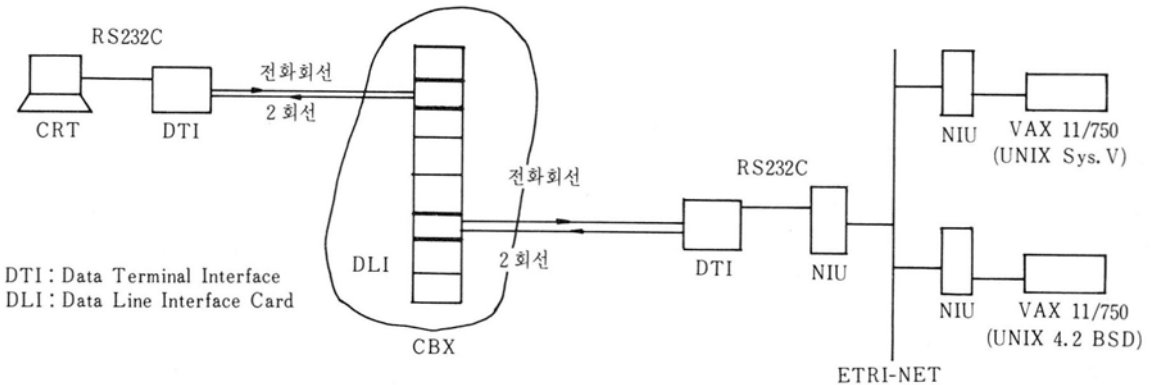 RS232C
CRT
DTI
전화회선
2 회선
DLI
CBX
전화회선
2 회선
DTI
RS232C
NIU
NIU
VAX 11/750
(UNIX Sys. V)
NIU
VAX 11/750
(UNIX 4.2 BSD)
ETRI-NET
DTI : Data Terminal Interface
DLI : Data Line Interface Card